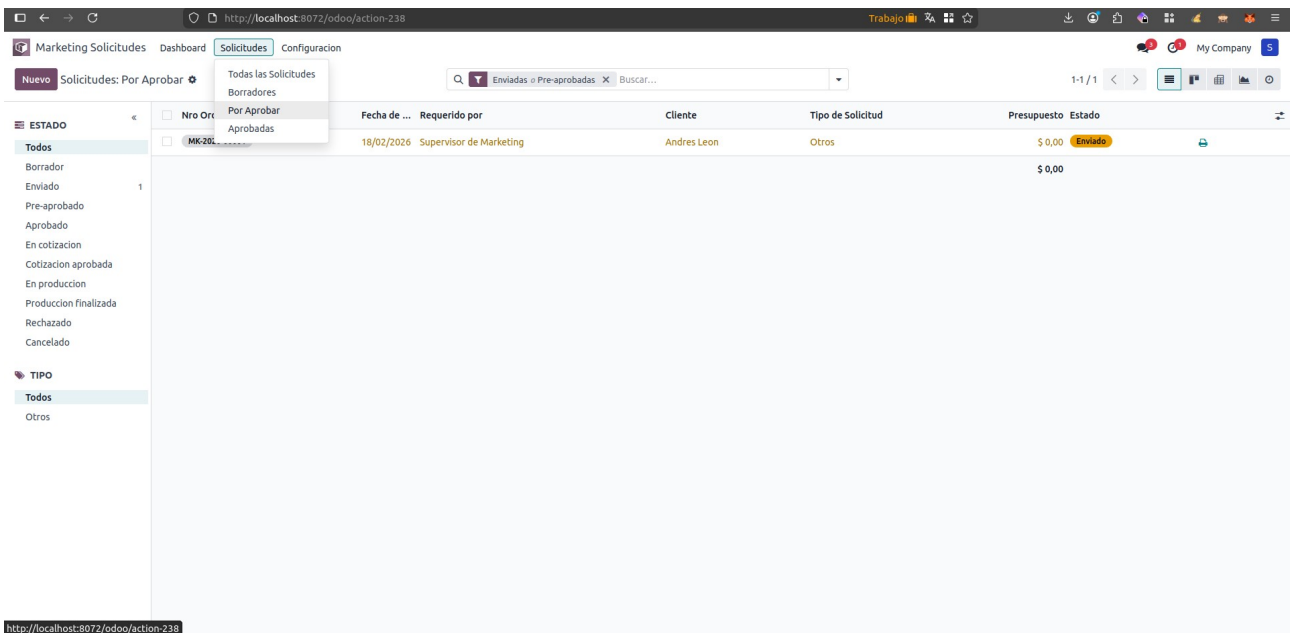 http://localhost:8072/odoo/action-238
Trabajo
Marketing Solicitudes Dashboard Solicitudes Configuracion
3 1 My Company S
Nuevo Solicitudes: Por Aprobar
Enviadas o Pre-aprobadas Buscar...
1-1 / 1
Todas las Solicitudes
Borradores
Por Aprobar
Aprobadas
ESTADO
Todos
Borrador
Enviado 1
Pre-aprobado
Aprobado
En cotizacion
Cotizacion aprobada
En produccion
Produccion finalizada
Rechazado
Cancelado
TIPO
Todos
Otros
Nro Fecha de ... Requerido por Cliente Tipo de Solicitud Presupuesto Estado
18/02/2026 Supervisor de Marketing Andres Leon Otros $ 0,00 Enviado
$ 0,00
http://localhost:8072/odoo/action-238